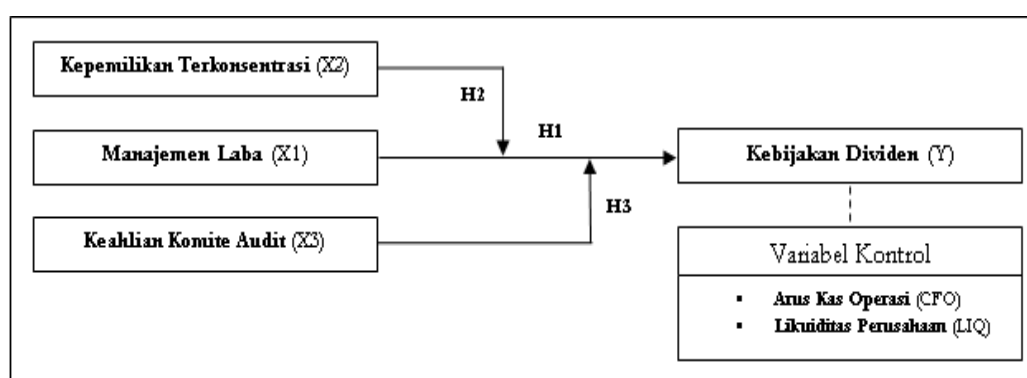 Kepemilikan Terkonsentrasi (X2)
H2
H1
Manajemen Laba (X1)
Kebijakan Dividen (Y)
H3
Keahlian Komite Audit (X3)
Variabel Kontrol
▪ Arus Kas Operasi (CFO)
▪ Likuiditas Perusahaan (LIQ)